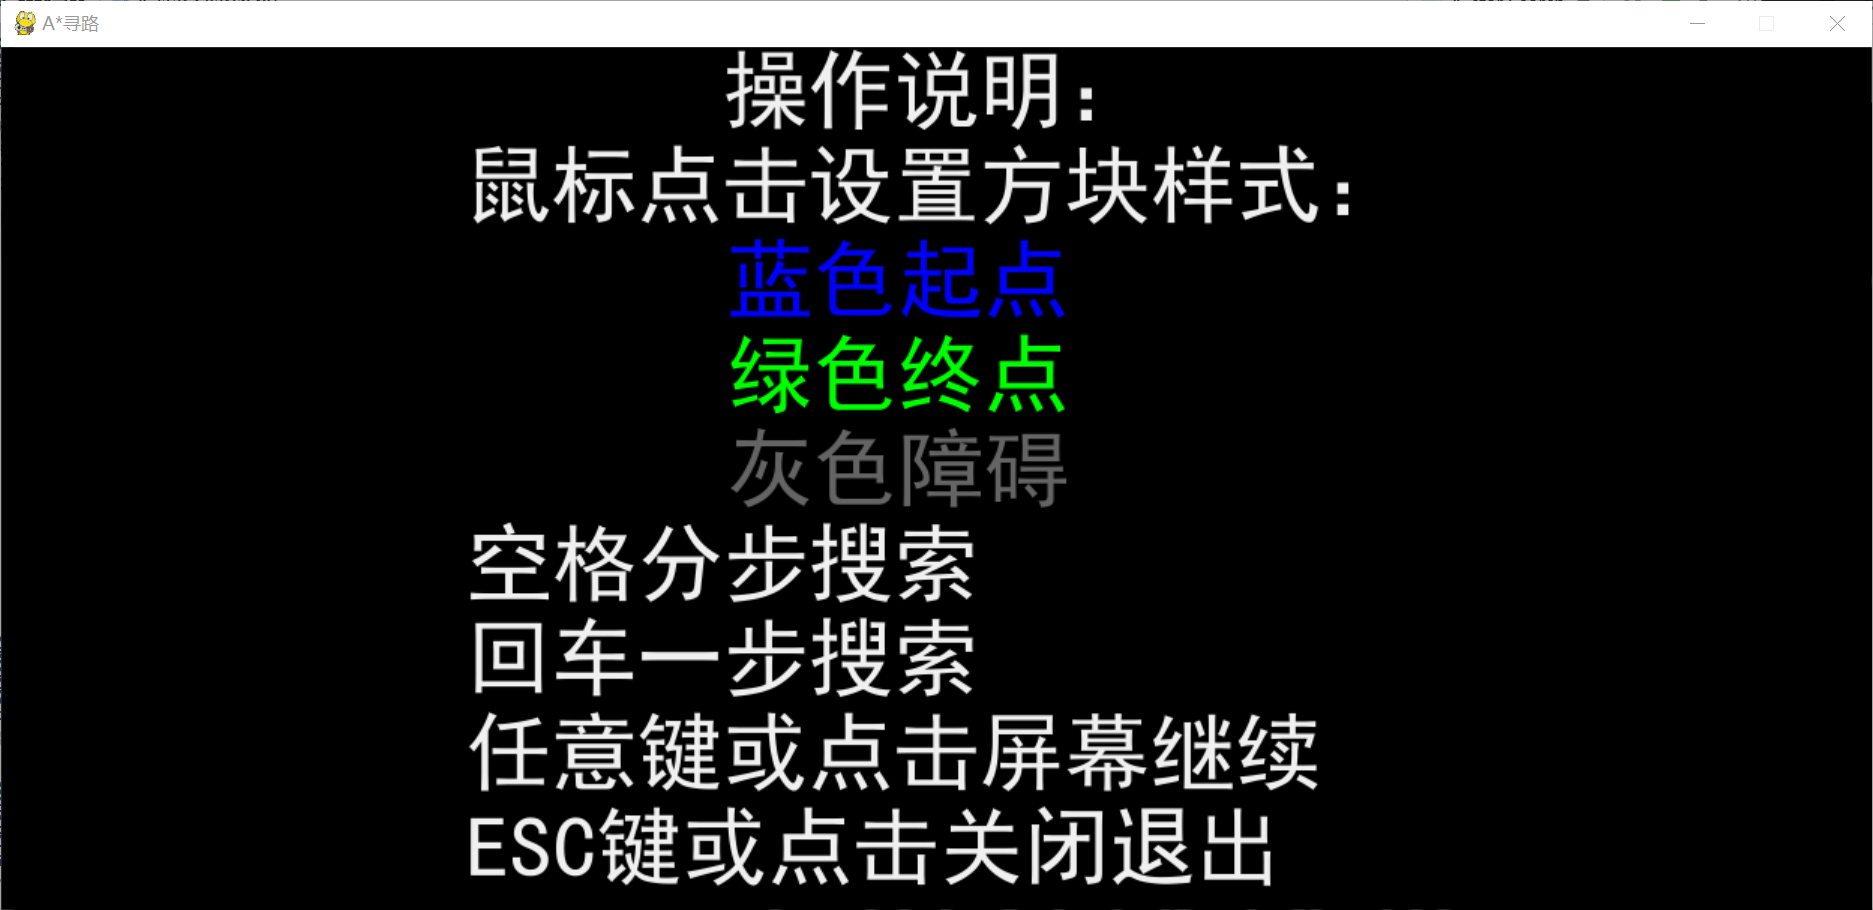 A*寻路
操作说明：
鼠标点击设置方块样式：
蓝色起点
绿色终点
灰色障碍
空格分步搜索
回车一步搜索
任意键或点击屏幕继续
ESC键或点击关闭退出